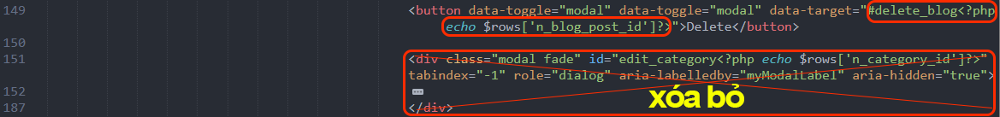 149 <button data-toggle="modal" data-toggle="modal" data-target="#delete_blog<?php
echo $rows['n_blog_post_id']?>">Delete</button>
150
151 <div class="modal fade" id="edit_category<?php echo $rows['n_category_id']?>"
tabindex="-1" role="dialog" aria-labelledby="myModalLabel" aria-hidden="true">
152
187 </div>
xóa bỏ